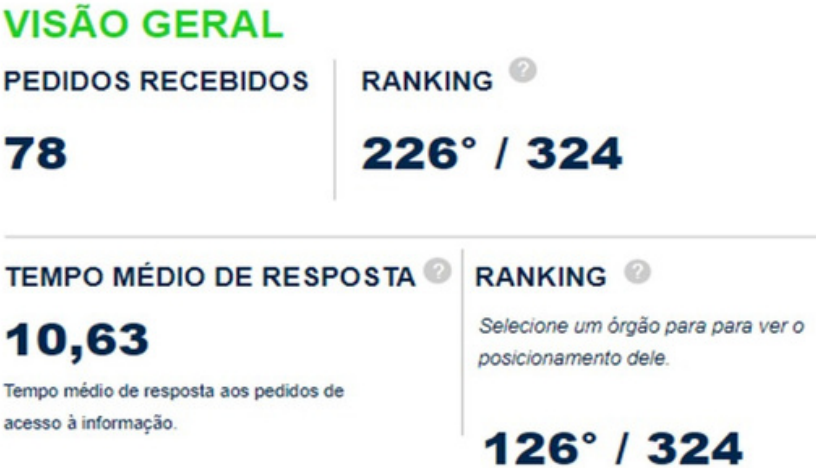 VISÃO GERAL
PEDIDOS RECEBIDOS
78
RANKING ?
226° / 324
TEMPO MÉDIO DE RESPOSTA ?
10,63
Tempo médio de resposta aos pedidos de
acesso à informação.
RANKING ?
Selecione um órgão para para ver o
posicionamento dele.
126° / 324